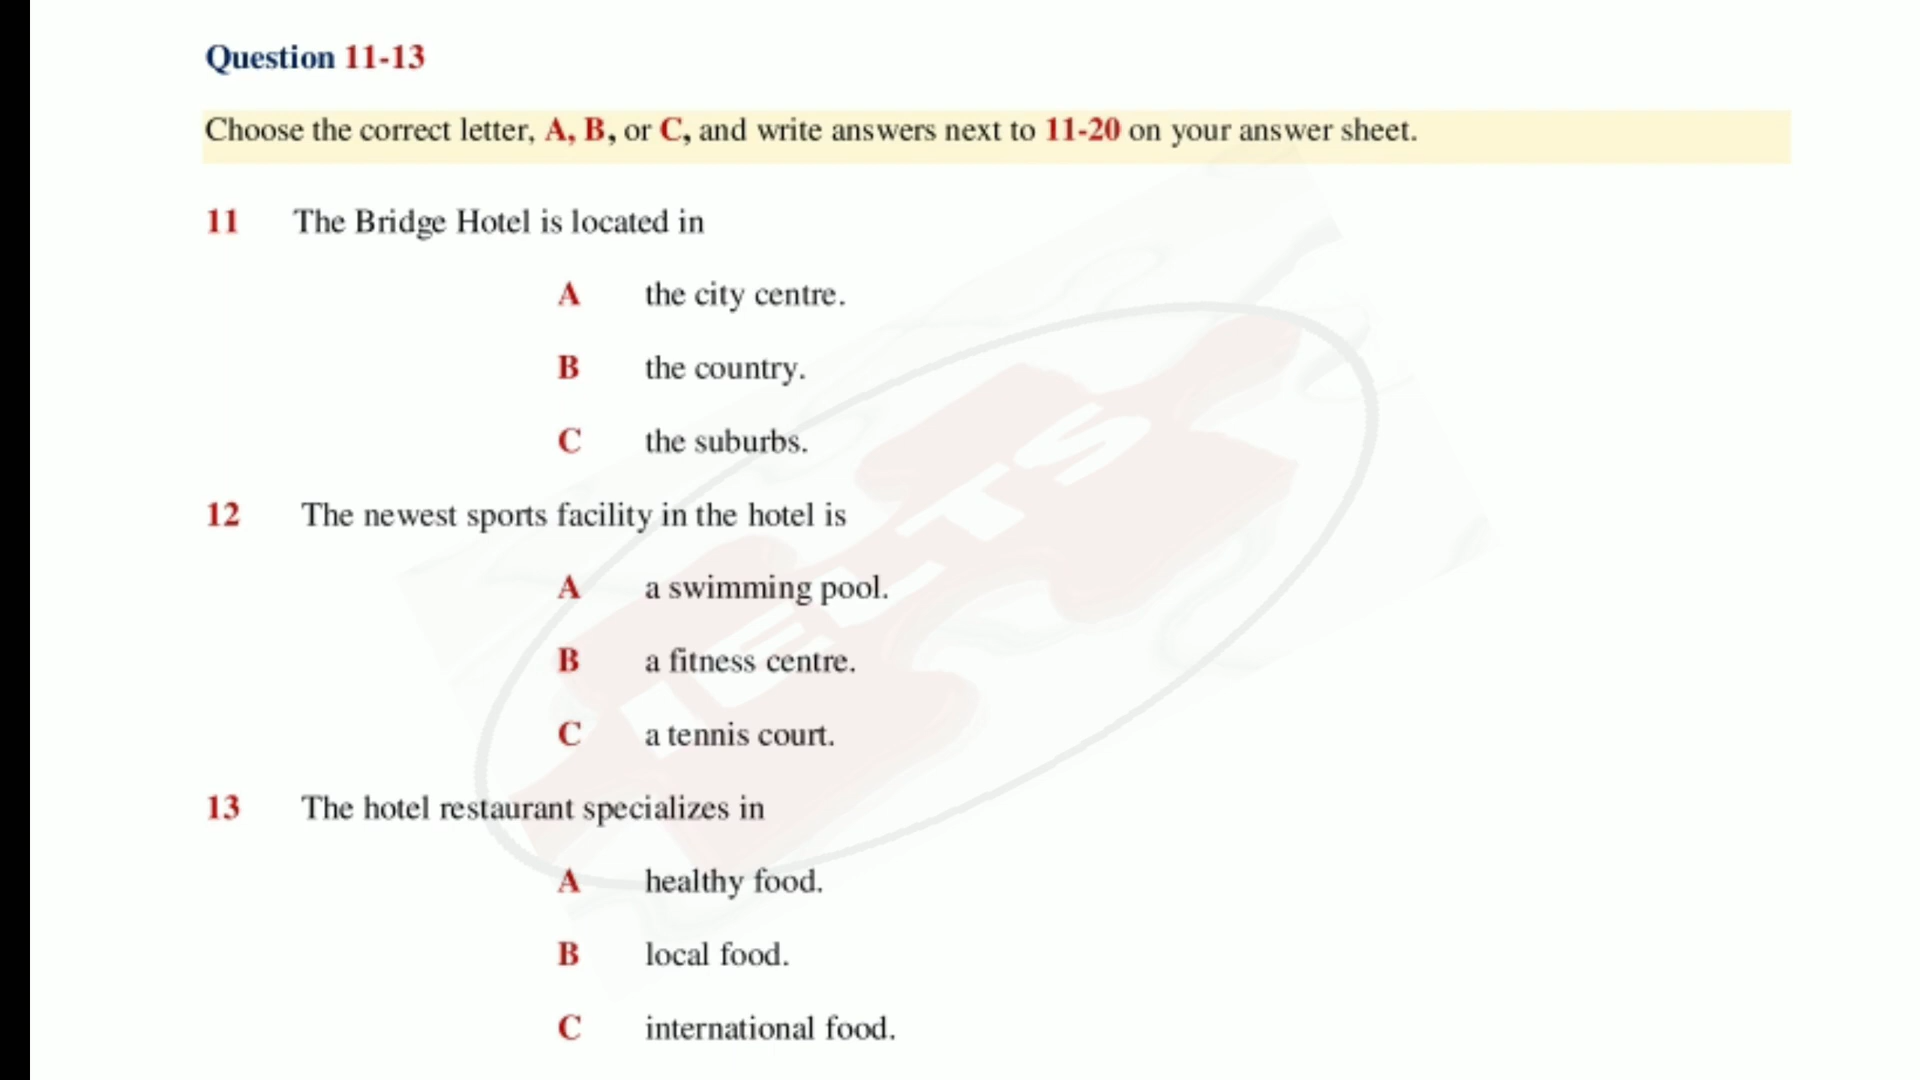 Question 11-13
Choose the correct letter, A, B, or C, and write answers next to 11-20 on your answer sheet.
11 The Bridge Hotel is located in
A the city centre.
B the country.
C the suburbs.
12 The newest sports facility in the hotel is
A a swimming pool.
B a fitness centre.
C a tennis court.
13 The hotel restaurant specializes in
A healthy food.
B local food.
C international food.
IELTS